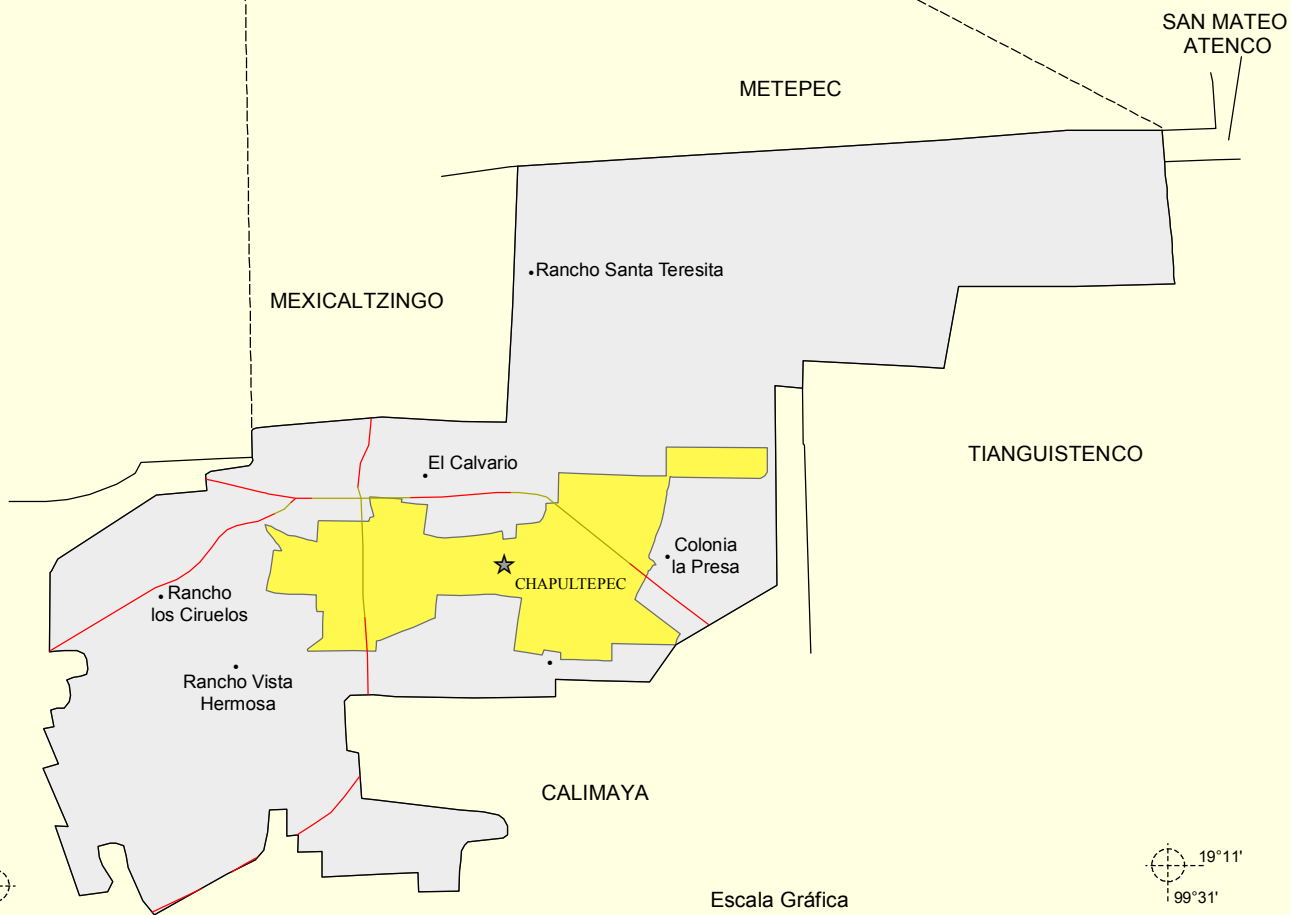 SAN MATEO
ATENCO
METEPEC
Rancho Santa Teresita
MEXICALTZINGO
TIANGUISTENCO
El Calvario
Colonia
la Presa
CHAPULTEPEC
Rancho
los Ciruelos
Rancho Vista
Hermosa
CALIMAYA
19°11'
99°31'
Escala Gráfica